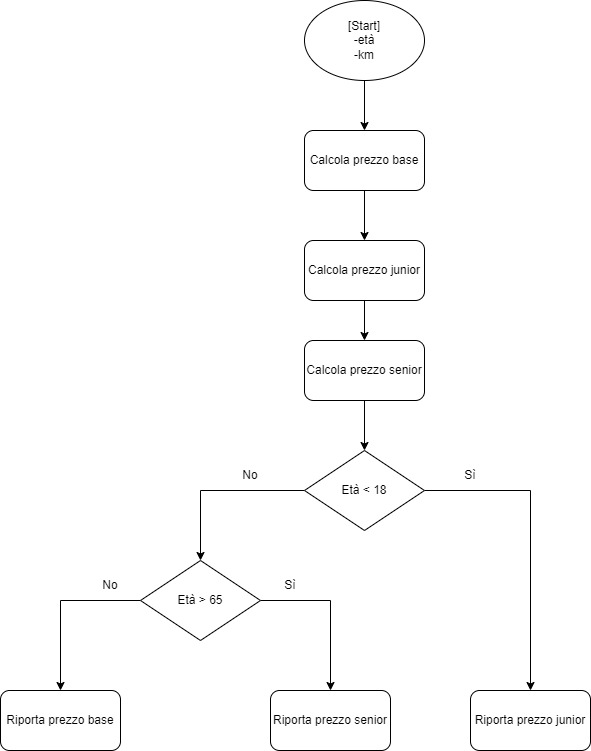 [Start]
-età
-km
Calcola prezzo base
Calcola prezzo junior
Calcola prezzo senior
No
Sì
Età < 18
No
Sì
Età > 65
Riporta prezzo base
Riporta prezzo senior
Riporta prezzo junior